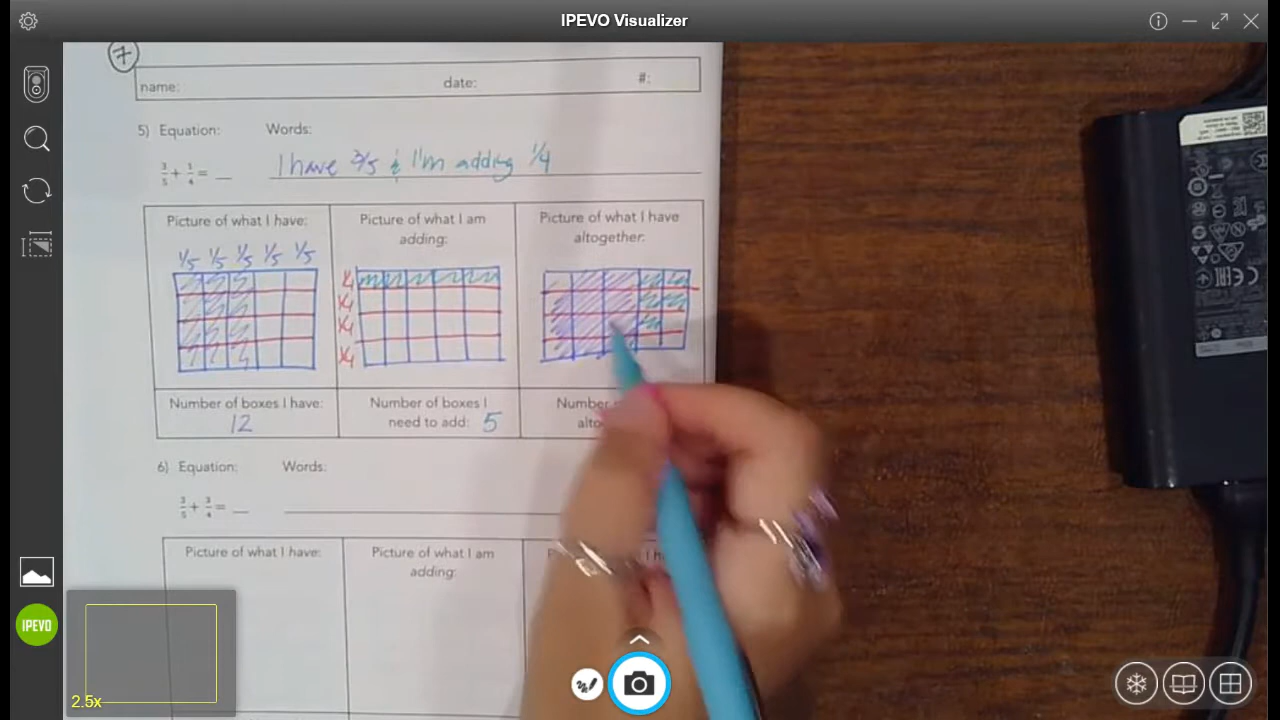 IPEVO Visualizer
7
name: date: #:
5) Equation: Words:
3/5 + 1/4 = __ I have 3/5 & I'm adding 1/4
Picture of what I have: Picture of what I am adding: Picture of what I have altogether:
1/5 1/5 1/5 1/5 1/5
1/4
1/4
1/4
1/4
Number of boxes I have: Number of boxes I need to add: 5
12
6) Equation: Words:
3/5 + 3/4 = __
Picture of what I have: Picture of what I am adding:
IPEVO
2.5x